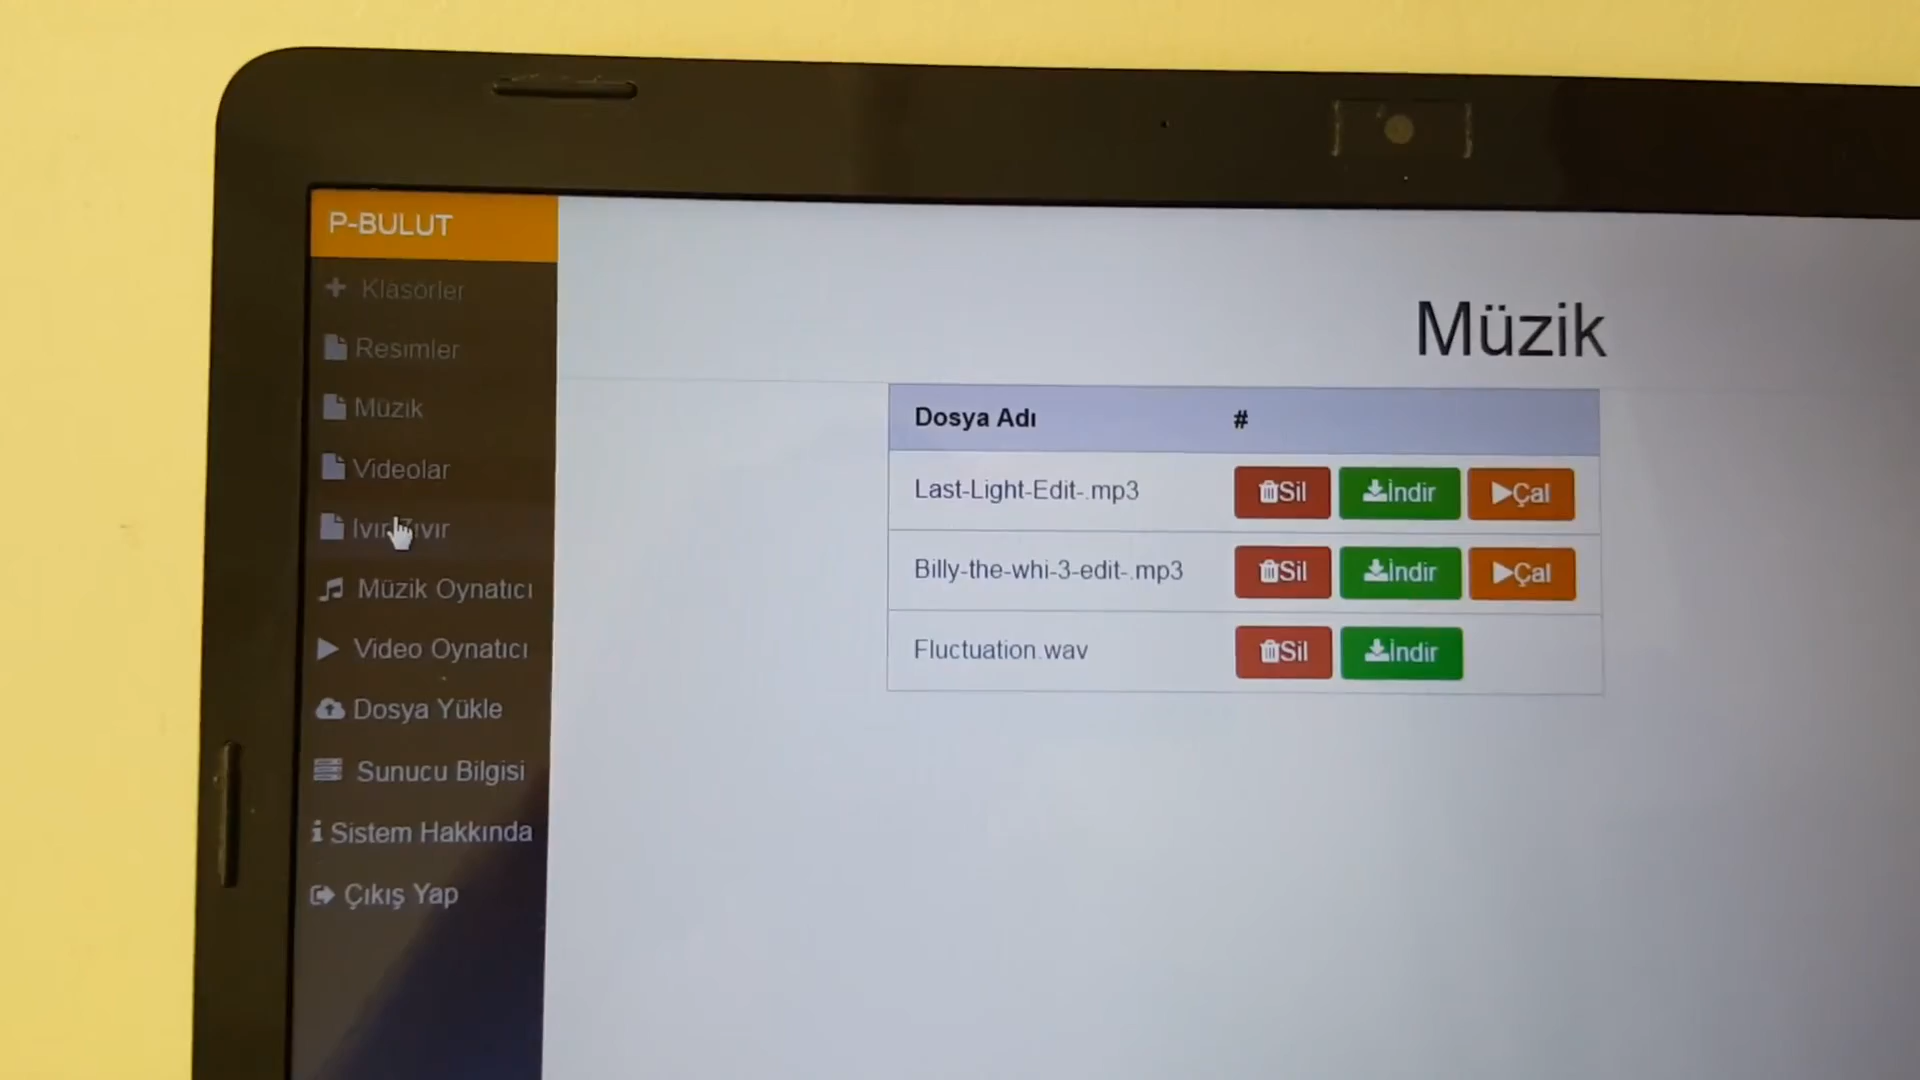 P-BULUT
Klasörler
Resimler
Müzik
Videolar
Müzik Oynatıcı
Video Oynatıcı
Dosya Yükle
Sunucu Bilgisi
Sistem Hakkında
Çıkış Yap
Müzik
Dosya Adı #
Last-Light-Edit-.mp3 Sil İndir Çal
Billy-the-whi-3-edit-.mp3 Sil İndir Çal
Fluctuation.wav Sil İndir